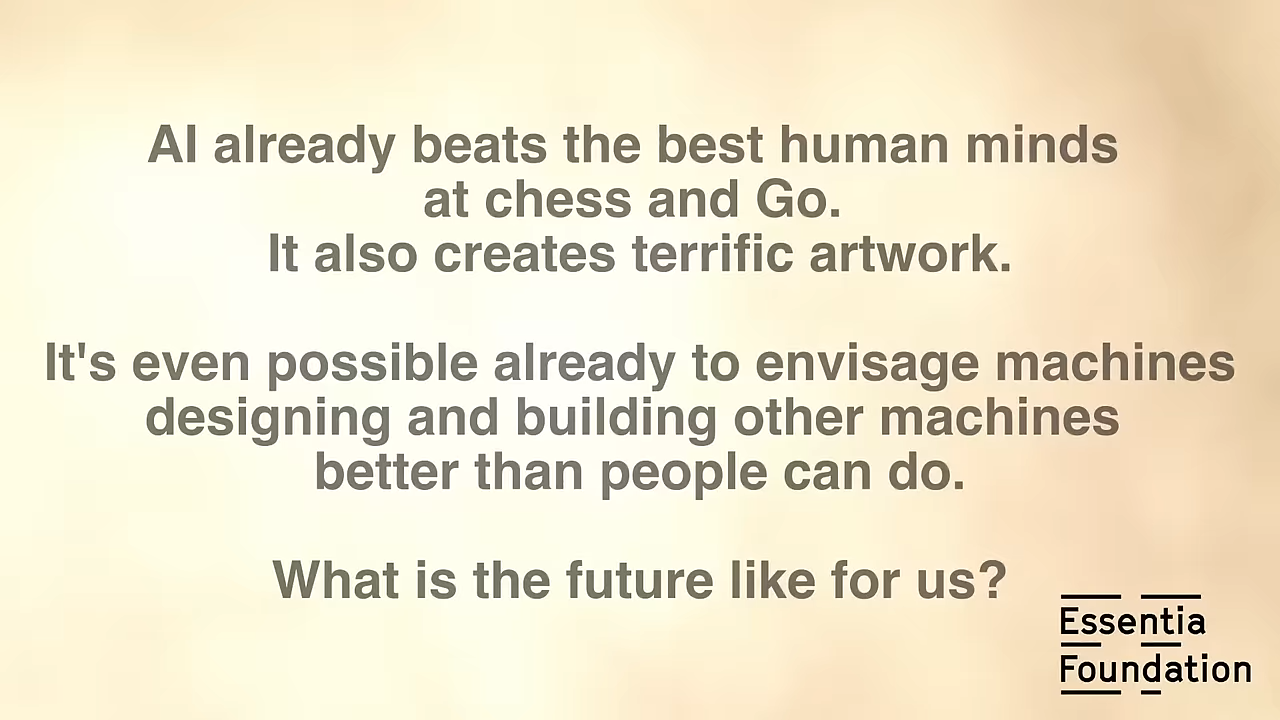 AI already beats the best human minds
at chess and Go.
It also creates terrific artwork.
It's even possible already to envisage machines
designing and building other machines
better than people can do.
What is the future like for us?
Essentia
Foundation